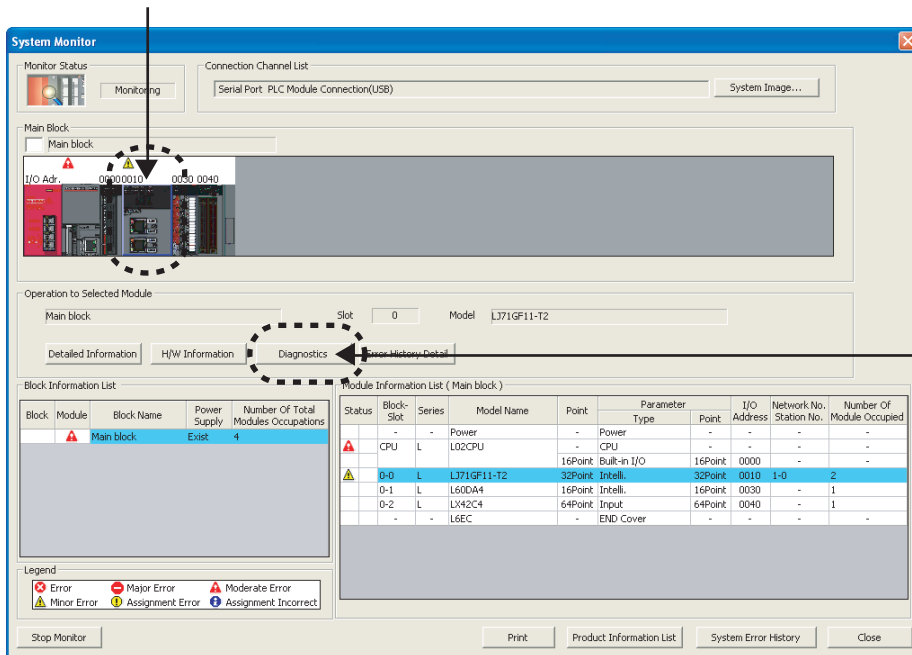 System Monitor
Monitor Status
Monitoring
Connection Channel List
Serial Port PLC Module Connection(USB)
System Image...
Main Block
Main block
I/O Adr. 0000 0010 0030 0040
Operation to Selected Module
Main block Slot 0 Model LJ71GF11-T2
Detailed Information H/W Information Diagnostics Error History Detail
Block Information List
Block Module Block Name Power Supply Number Of Total Modules Occupations
Main block Exist 4
Module Information List ( Main block )
Status Block-Slot Series Model Name Point Parameter Type Point I/O Address Network No. Station No. Number Of Module Occupied
- - Power - Power - - - -
CPU L L02CPU - CPU - - - -
16Point Built-in I/O 16Point 0000 - -
0-0 L LJ71GF11-T2 32Point Intelli. 32Point 0010 1-0 2
0-1 L L60DA4 16Point Intelli. 16Point 0030 - 1
0-2 L LX42C4 64Point Input 64Point 0040 - 1
- - L6EC - END Cover - - - -
Legend
Error Major Error Moderate Error
Minor Error Assignment Error Assignment Incorrect
Stop Monitor Print Product Information List System Error History Close